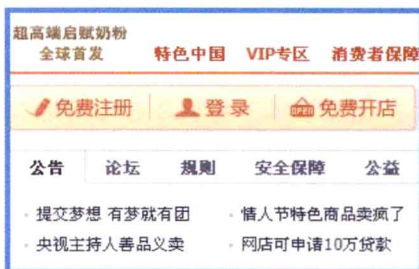 超高端启赋奶粉
全球首发 特色中国 VIP专区 消费者保障
免费注册 登录 OPEN 免费开店
公告 论坛 规则 安全保障 公益
提交梦想 有梦就有团 情人节特色商品卖疯了
央视主持人善品义卖 网店可申请10万贷款